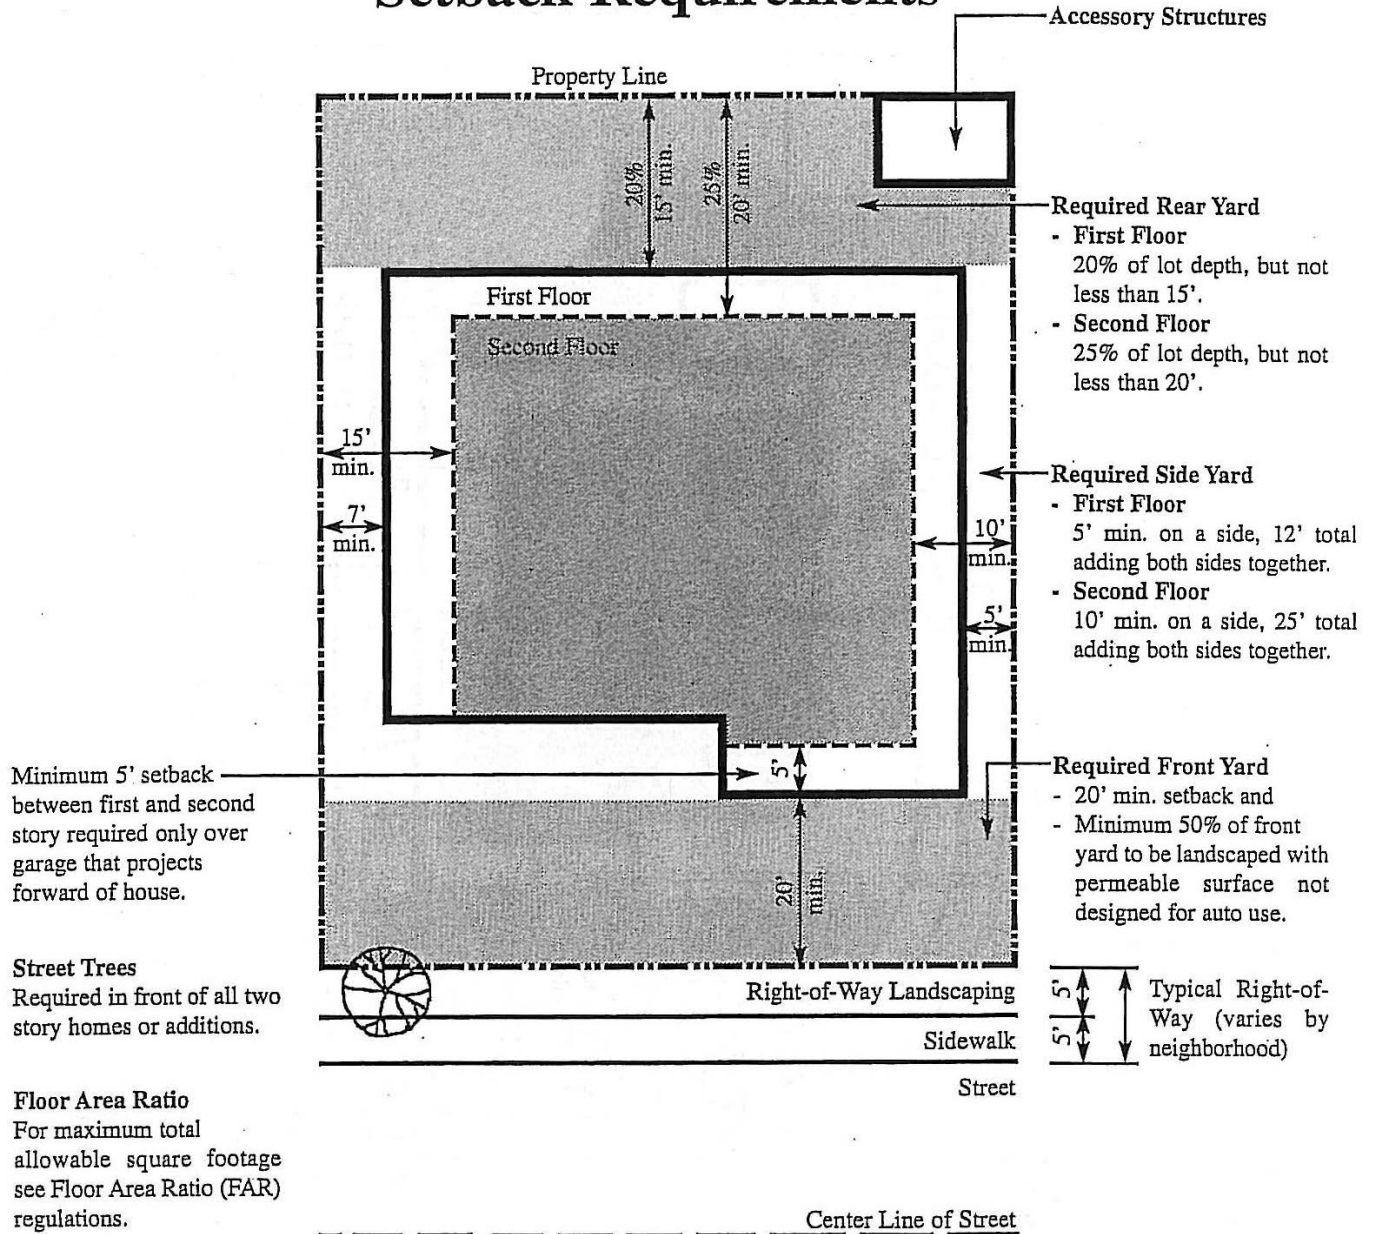 Setback Requirements
Accessory Structures
Property Line
20%
15' min.
25%
20' min.
Required Rear Yard
- First Floor
20% of lot depth, but not
less than 15'.
- Second Floor
25% of lot depth, but not
less than 20'.
First Floor
Second Floor
15'
min.
7'
min.
10'
min.
5'
min.
Required Side Yard
- First Floor
5' min. on a side, 12' total
adding both sides together.
- Second Floor
10' min. on a side, 25' total
adding both sides together.
Minimum 5' setback
between first and second
story required only over
garage that projects
forward of house.
5'
20'
min.
Required Front Yard
- 20' min. setback and
- Minimum 50% of front
yard to be landscaped with
permeable surface not
designed for auto use.
Street Trees
Required in front of all two
story homes or additions.
Right-of-Way Landscaping
Sidewalk
Street
5'
5'
Typical Right-of-
Way (varies by
neighborhood)
Floor Area Ratio
For maximum total
allowable square footage
see Floor Area Ratio (FAR)
regulations.
Center Line of Street